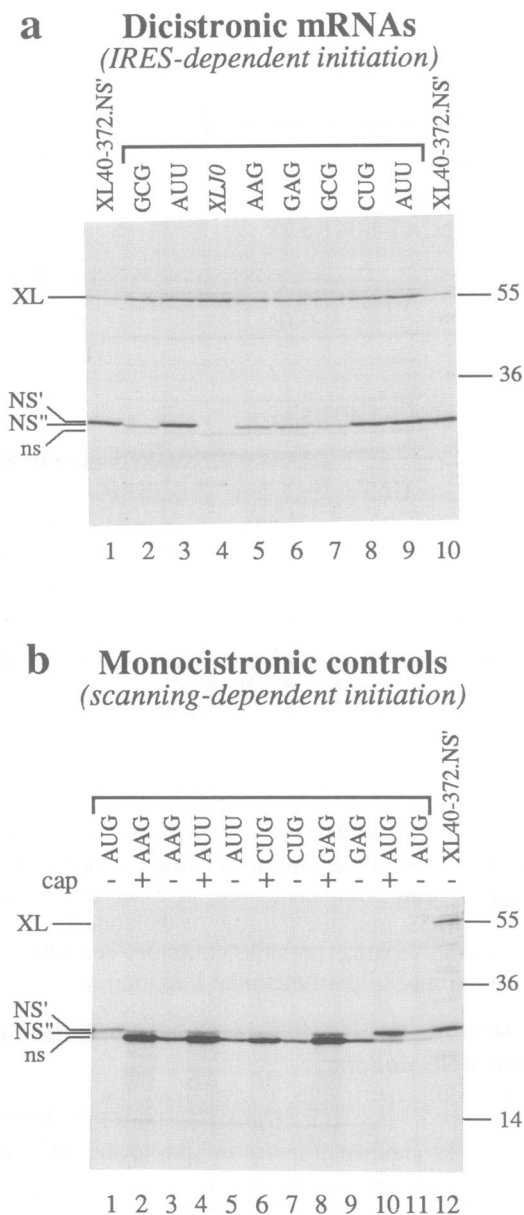 a Dicistronic mRNAs
(IRES-dependent initiation)
XL40-372.NS' GCG AUU XLJ0 AAG GAG GCG CUG AUU XL40-372.NS'
XL 55
36
NS'
NS"
ns
1 2 3 4 5 6 7 8 9 10
b Monocistronic controls
(scanning-dependent initiation)
AUG AAG AAG AUU AUU CUG CUG GAG GAG AUG AUG XL40-372.NS'
cap - + - + - + - + - + - -
XL 55
36
NS'
NS"
ns
14
1 2 3 4 5 6 7 8 9 10 11 12